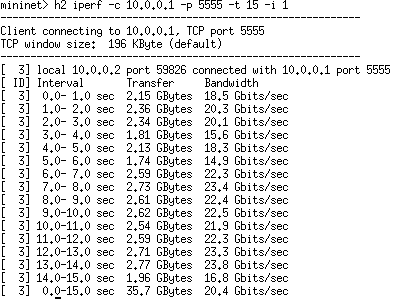 mininet> h2 iperf -c 10.0.0.1 -p 5555 -t 15 -i 1
------------------------------------------------------------
Client connecting to 10.0.0.1, TCP port 5555
TCP window size:  196 KByte (default)
------------------------------------------------------------
[  3] local 10.0.0.2 port 59826 connected with 10.0.0.1 port 5555
[ ID] Interval       Transfer     Bandwidth
[  3]  0.0- 1.0 sec  2.15 GBytes  18.5 Gbits/sec
[  3]  1.0- 2.0 sec  2.36 GBytes  20.3 Gbits/sec
[  3]  2.0- 3.0 sec  2.34 GBytes  20.1 Gbits/sec
[  3]  3.0- 4.0 sec  1.81 GBytes  15.6 Gbits/sec
[  3]  4.0- 5.0 sec  2.13 GBytes  18.3 Gbits/sec
[  3]  5.0- 6.0 sec  1.74 GBytes  14.9 Gbits/sec
[  3]  6.0- 7.0 sec  2.59 GBytes  22.3 Gbits/sec
[  3]  7.0- 8.0 sec  2.73 GBytes  23.4 Gbits/sec
[  3]  8.0- 9.0 sec  2.61 GBytes  22.4 Gbits/sec
[  3]  9.0-10.0 sec  2.62 GBytes  22.5 Gbits/sec
[  3] 10.0-11.0 sec  2.54 GBytes  21.9 Gbits/sec
[  3] 11.0-12.0 sec  2.59 GBytes  22.3 Gbits/sec
[  3] 12.0-13.0 sec  2.71 GBytes  23.3 Gbits/sec
[  3] 13.0-14.0 sec  2.77 GBytes  23.8 Gbits/sec
[  3] 14.0-15.0 sec  1.96 GBytes  16.8 Gbits/sec
[  3]  0.0-15.0 sec  35.7 GBytes  20.4 Gbits/sec